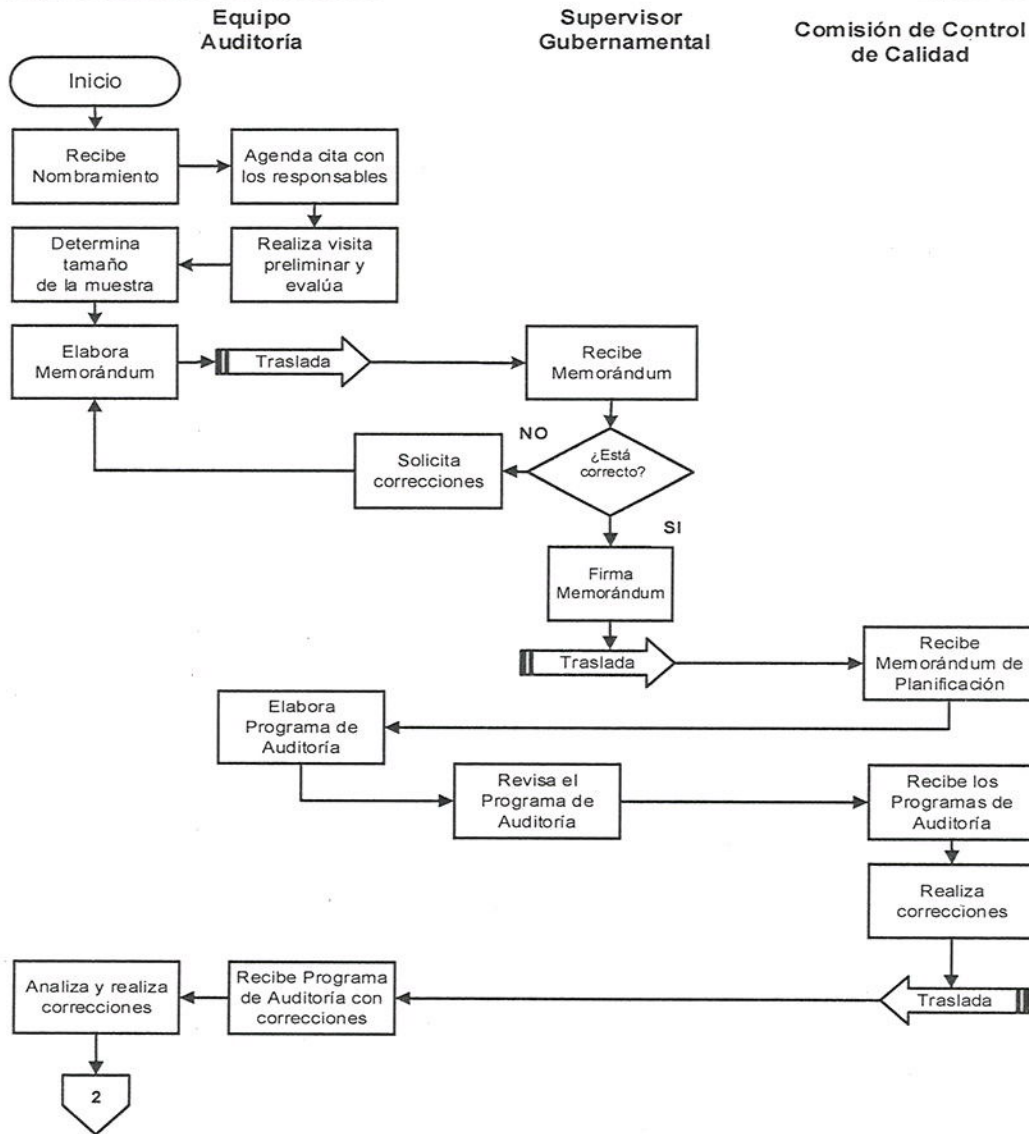 Equipo
Auditoría
Supervisor
Gubernamental
Comisión de Control
de Calidad
Inicio
Recibe
Nombramiento
Agenda cita con
los responsables
Determina
tamaño
de la muestra
Realiza visita
preliminar y
evalúa
Elabora
Memorándum
Traslada
Recibe
Memorándum
NO
¿Está
correcto?
Solicita
correcciones
SI
Firma
Memorándum
Traslada
Recibe
Memorándum de
Planificación
Elabora
Programa de
Auditoría
Revisa el
Programa de
Auditoría
Recibe los
Programas de
Auditoría
Realiza
correcciones
Analiza y realiza
correcciones
Recibe Programa
de Auditoría con
correcciones
Traslada
2